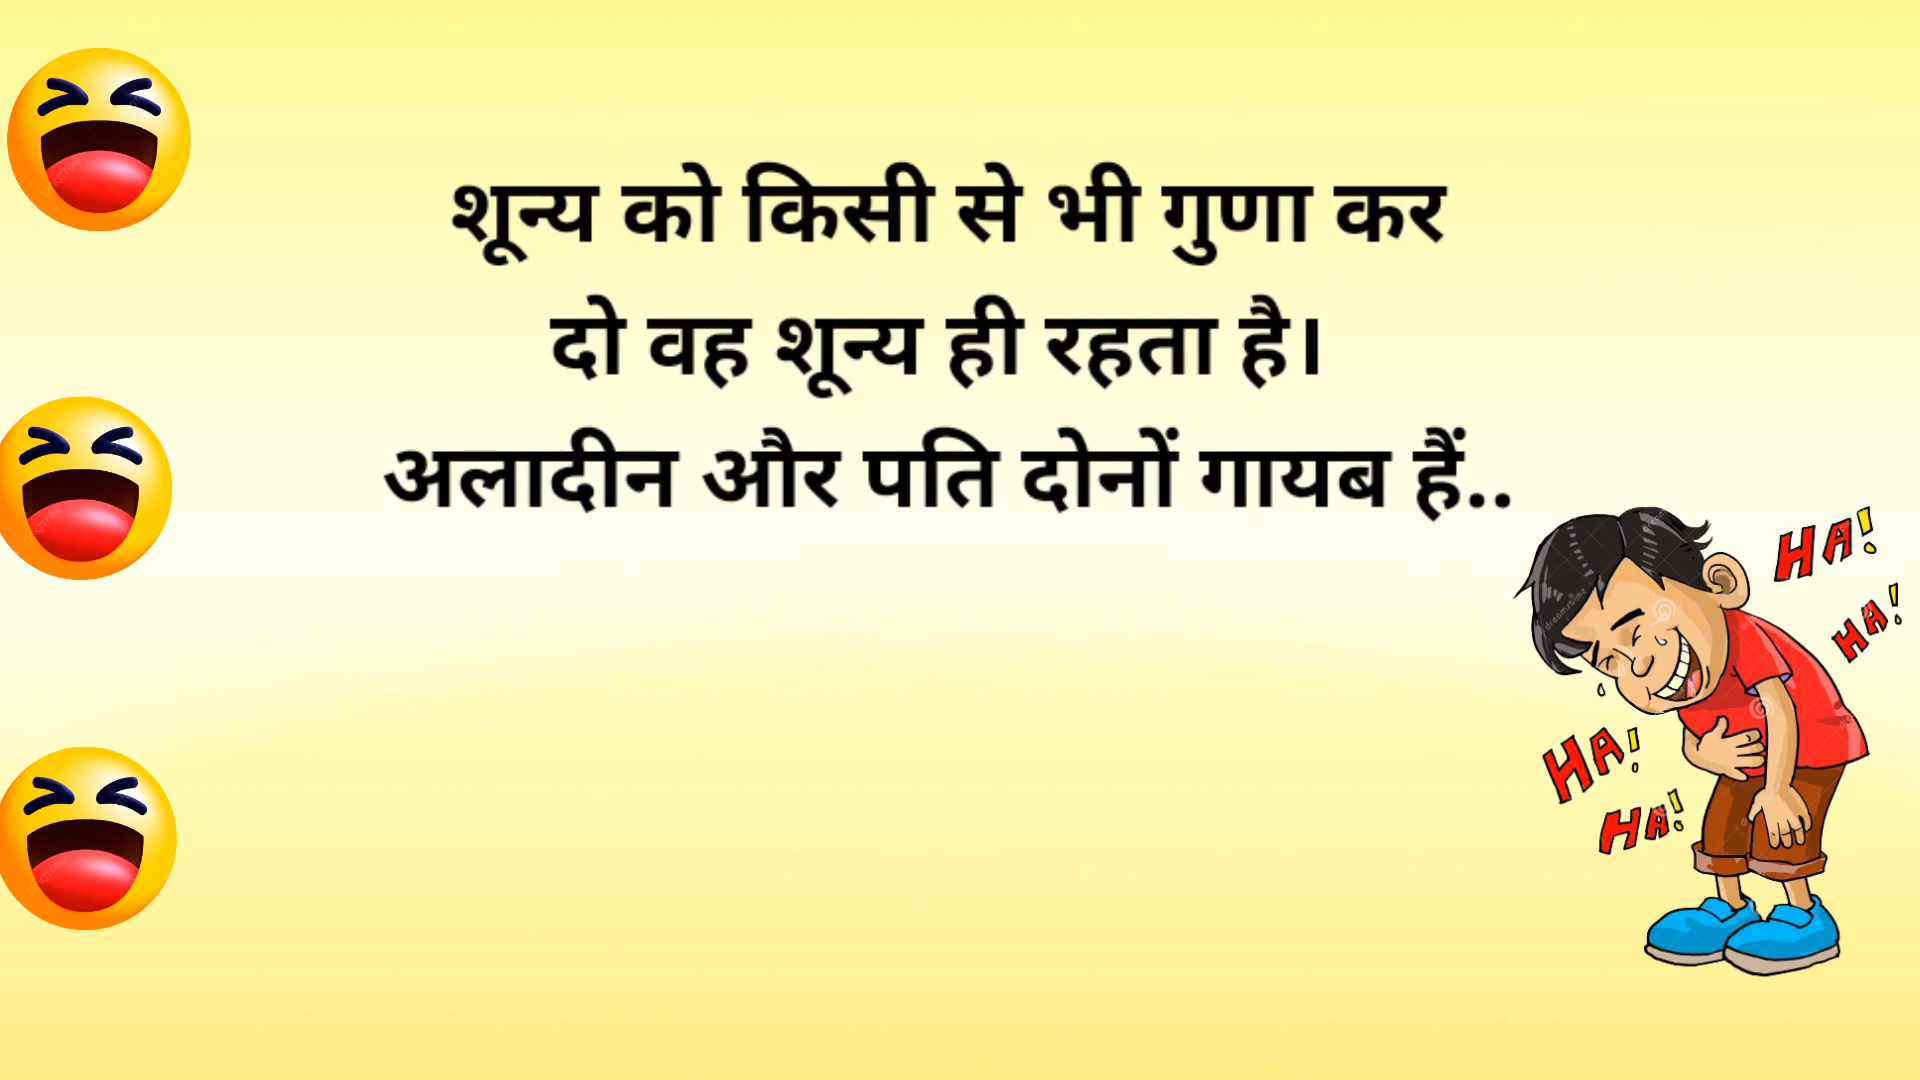 शून्य को किसी से भी गुणा कर
दो वह शून्य ही रहता है।
अलादीन और पति दोनों गायब हैं..
HA!
HA!
HA!
HA!